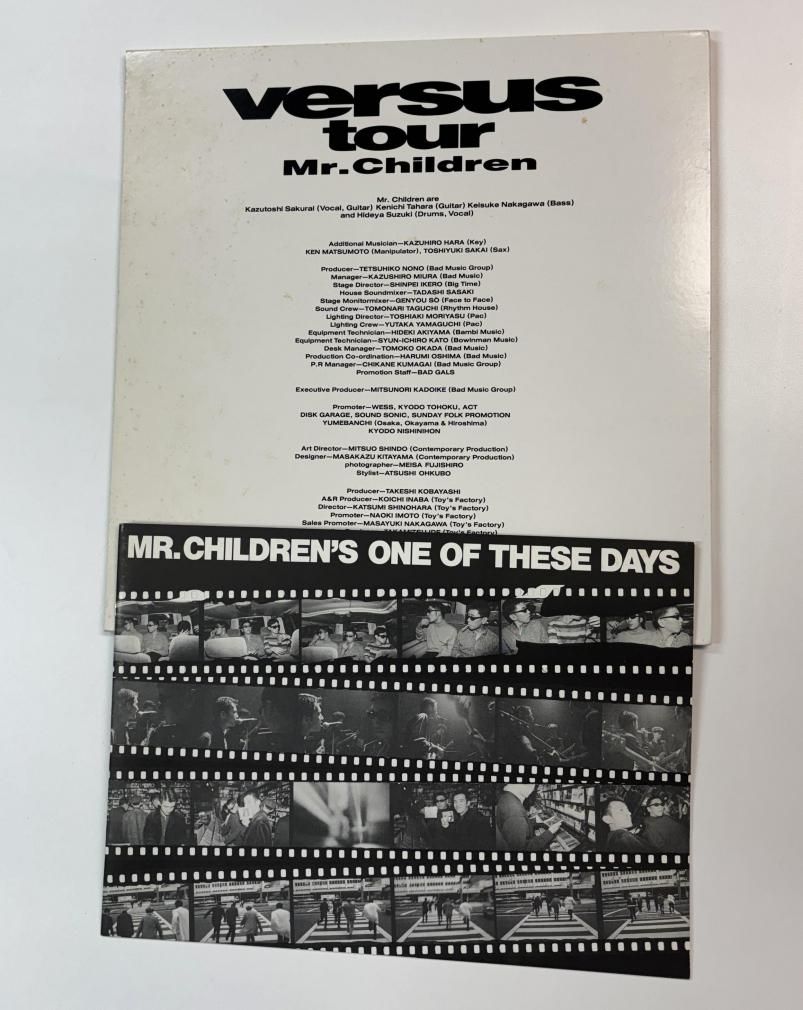 versus
tour
Mr.Children
Mr. Children are
Kazutoshi Sakurai (Vocal, Guitar) Kenichi Tahara (Guitar) Keisuke Nakagawa (Bass)
and Hideya Suzuki (Drums, Vocal)
Additional Musician—KAZUHIRO HARA (Key)
KEN MATSUMOTO (Manipulator), TOSHIYUKI SAKAI (Sax)
Producer—TETSUHIKO NONO (Bad Music Group)
Manager—KAZUSHIRO MIURA (Bad Music)
Stage Director—SHINPEI IKERO (Big Time)
House Soundmixer—TADASHI SASAKI
Stage Monitormixer—GENYOU SŌ (Face to Face)
Sound Crew—TOMONARI TAGUCHI (Rhythm House)
Lighting Director—TOSHIAKI MORIYASU (Pac)
Lighting Crew—YUTAKA YAMAGUCHI (Pac)
Equipment Technician—HIDEKI AKIYAMA (Bambi Music)
Equipment Technician—SYUN-ICHIRO KATO (Bowinman Music)
Desk Manager—TOMOKO OKADA (Bad Music)
Production Co-ordination—HARUMI OSHIMA (Bad Music)
P.R Manager—CHIKANE KUMAGAI (Bad Music Group)
Promotion Staff—BAD GALS
Executive Producer—MITSUNORI KADOIKE (Bad Music Group)
Promoter—WESS, KYODO TOHOKU, ACT
DISK GARAGE, SOUND SONIC, SUNDAY FOLK PROMOTION
YUMEBANCHI (Osaka, Okayama & Hiroshima)
KYODO NISHINIHON
Art Director—MITSUO SHINDO (Contemporary Production)
Designer—MASAKAZU KITAYAMA (Contemporary Production)
photographer—MEISA FUJISHIRO
Stylist—ATSUSHI OHKUBO
Producer—TAKESHI KOBAYASHI
A&R Producer—KOICHI INABA (Toy's Factory)
Director—KATSUMI SHINOHARA (Toy's Factory)
Promoter—NAOKI IMOTO (Toy's Factory)
Sales Promoter—MASAYUKI NAKAGAWA (Toy's Factory)
(Toy's Factory)
MR.CHILDREN'S ONE OF THESE DAYS